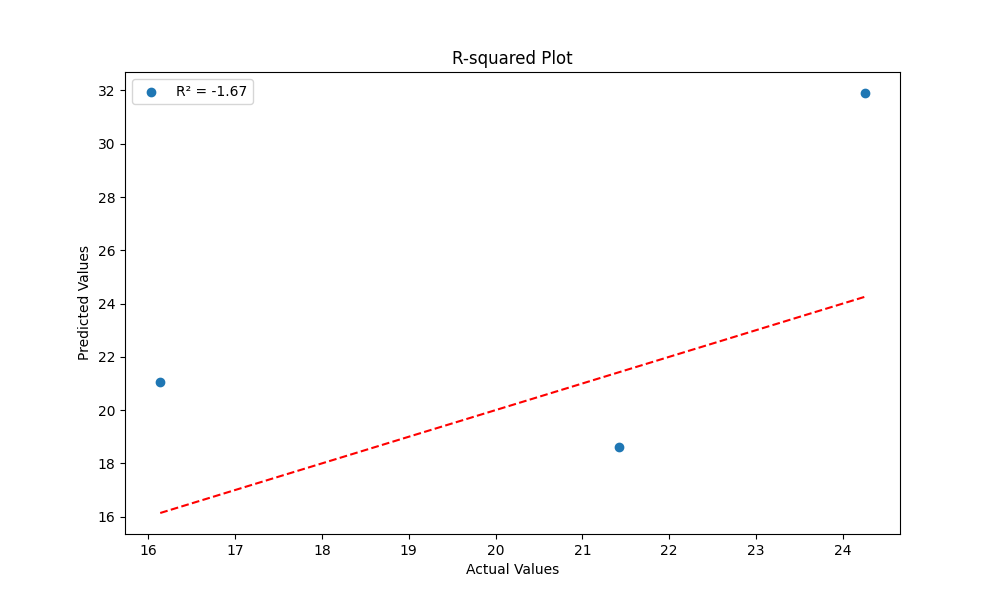 R-squared Plot
R² = -1.67
32
30
28
26
24
22
20
18
16
Predicted Values
16 17 18 19 20 21 22 23 24
Actual Values